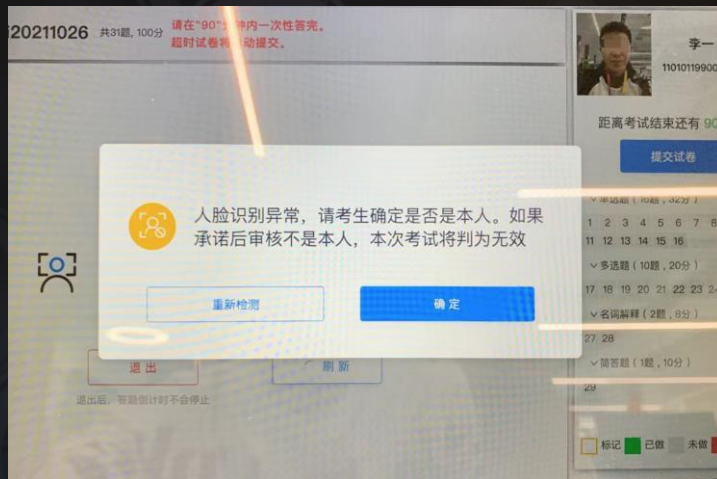 20211026 共31题, 100分
请在"90"分钟内一次性答完。
超时试卷将自动提交。
李一
11010119900
距离考试结束还有 90
提交试卷
人脸识别异常，请考生确定是否是本人。如果
承诺后审核不是本人，本次考试将判为无效
重新检测
确定
单选题（16题，32分）
1 2 3 4 5 6 7 8
11 12 13 14 15 16
多选题（10题，20分）
17 18 19 20 21 22 23 24
名词解释（2题，8分）
27 28
简答题（1题，10分）
29
退出
刷新
退出后，答题倒计时不会停止
标记 已做 未做